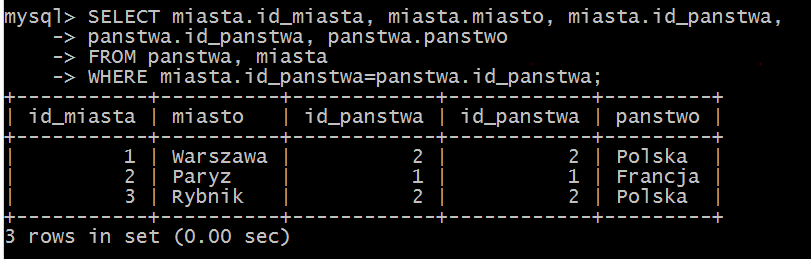 mysql> SELECT miasta.id_miasta, miasta.miasto, miasta.id_panstwa,
    -> panstwa.id_panstwa, panstwa.panstwo
    -> FROM panstwa, miasta
    -> WHERE miasta.id_panstwa=panstwa.id_panstwa;
+-----------+----------+------------+------------+---------+
| id_miasta | miasto   | id_panstwa | id_panstwa | panstwo |
+-----------+----------+------------+------------+---------+
|         1 | Warszawa |          2 |          2 | Polska  |
|         2 | Paryz    |          1 |          1 | Francja |
|         3 | Rybnik   |          2 |          2 | Polska  |
+-----------+----------+------------+------------+---------+
3 rows in set (0.00 sec)